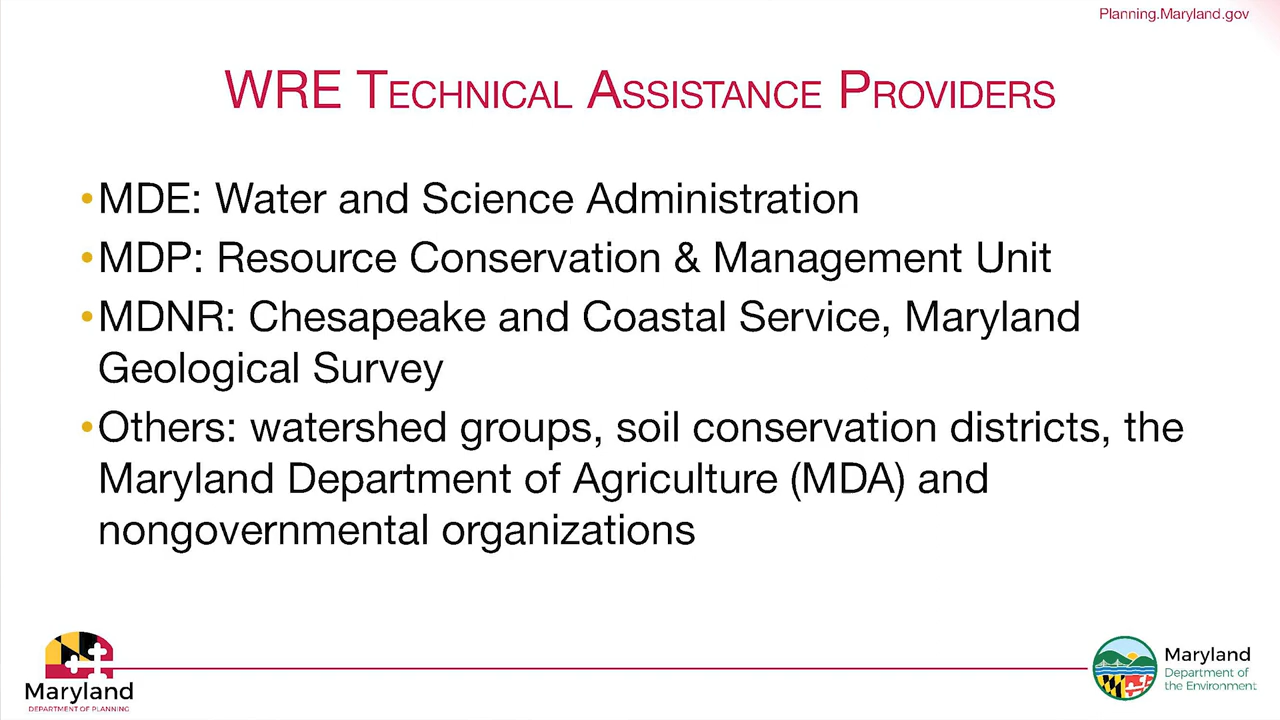 Planning.Maryland.gov
WRE TECHNICAL ASSISTANCE PROVIDERS
•MDE: Water and Science Administration
•MDP: Resource Conservation & Management Unit
•MDNR: Chesapeake and Coastal Service, Maryland
Geological Survey
•Others: watershed groups, soil conservation districts, the
Maryland Department of Agriculture (MDA) and
nongovernmental organizations
Maryland
DEPARTMENT OF PLANNING
Maryland
Department of
the Environment